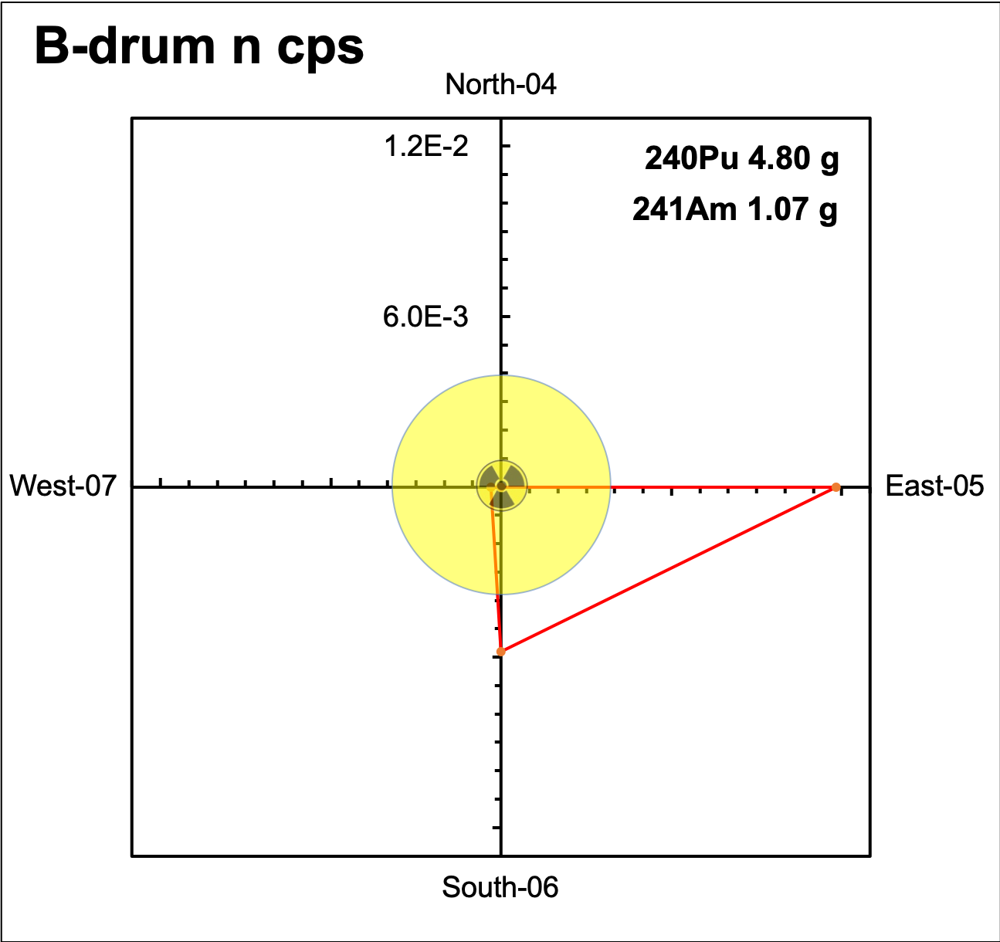 B-drum n cps
North-04
1.2E-2
240Pu 4.80 g
241Am 1.07 g
6.0E-3
West-07
East-05
South-06